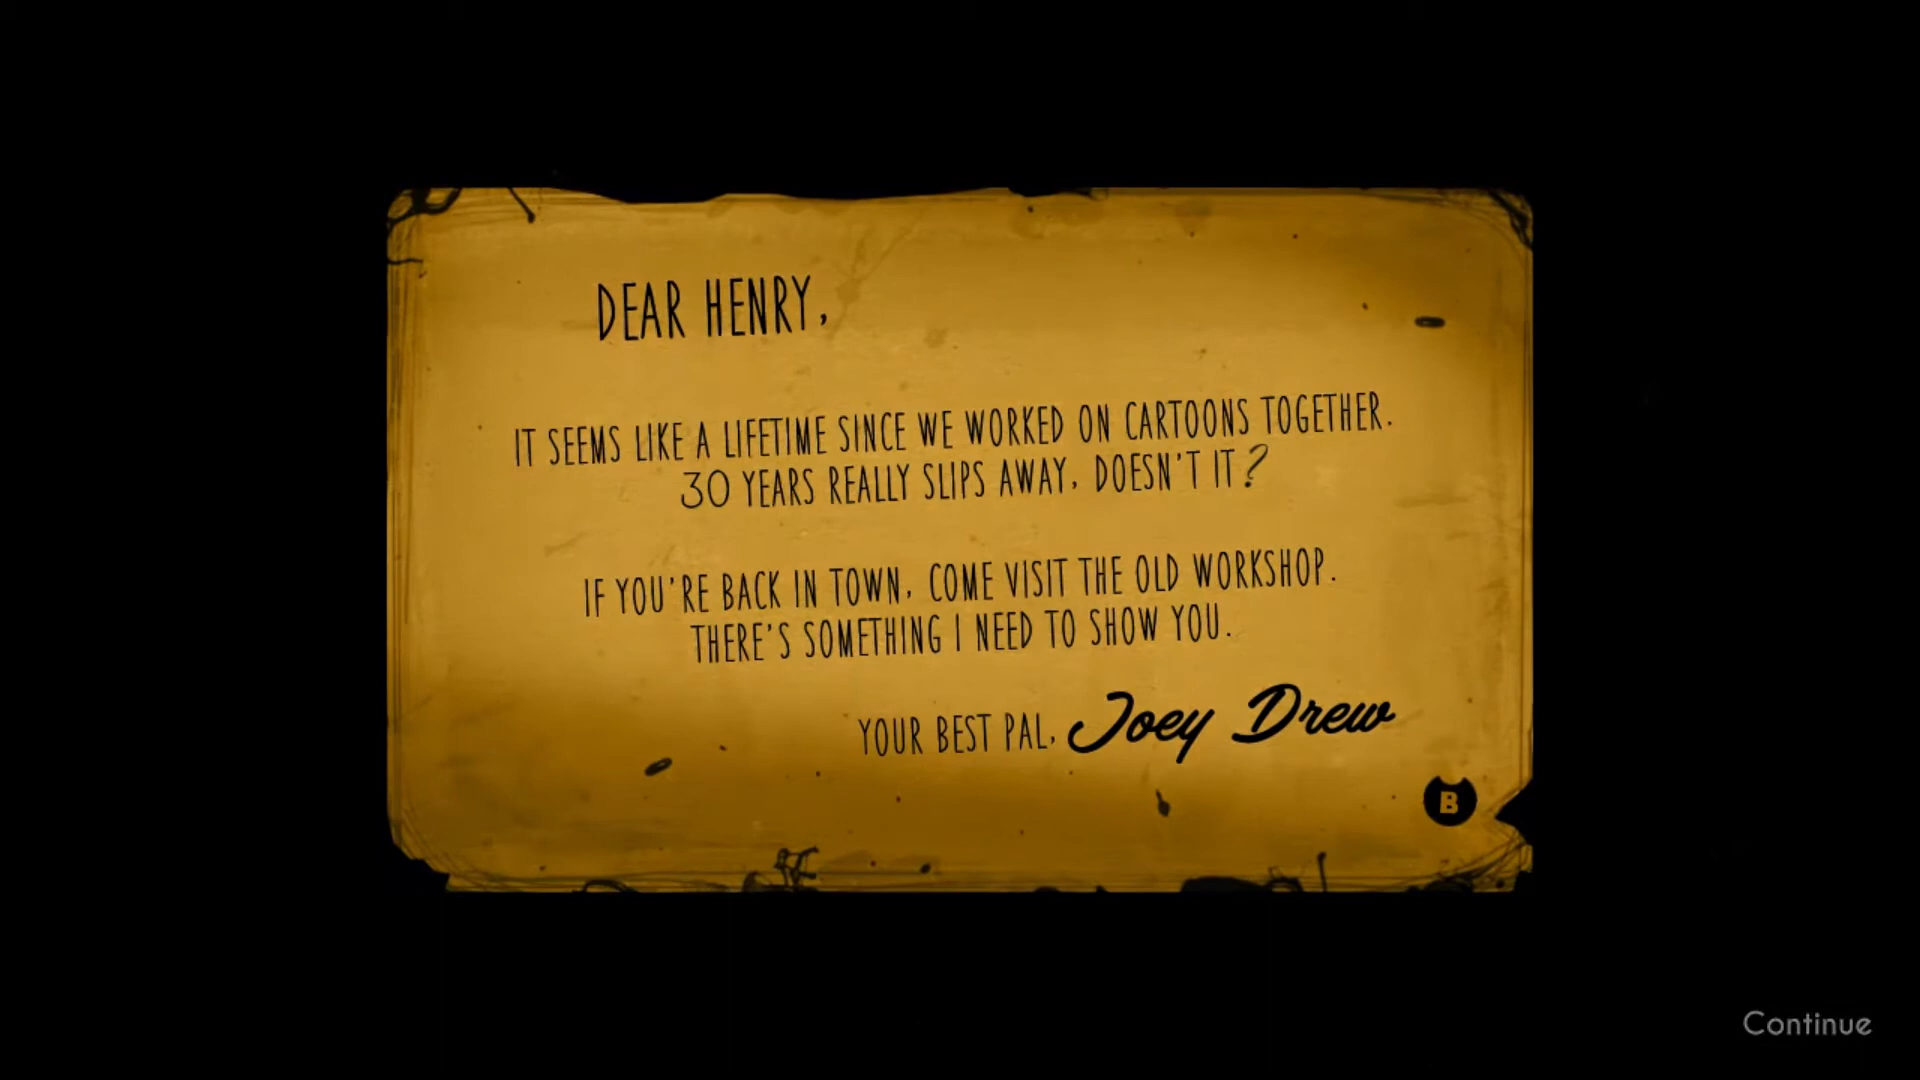 DEAR HENRY,
IT SEEMS LIKE A LIFETIME SINCE WE WORKED ON CARTOONS TOGETHER.
30 YEARS REALLY SLIPS AWAY, DOESN'T IT?
IF YOU'RE BACK IN TOWN, COME VISIT THE OLD WORKSHOP.
THERE'S SOMETHING I NEED TO SHOW YOU.
YOUR BEST PAL, Joey Drew
B
Continue